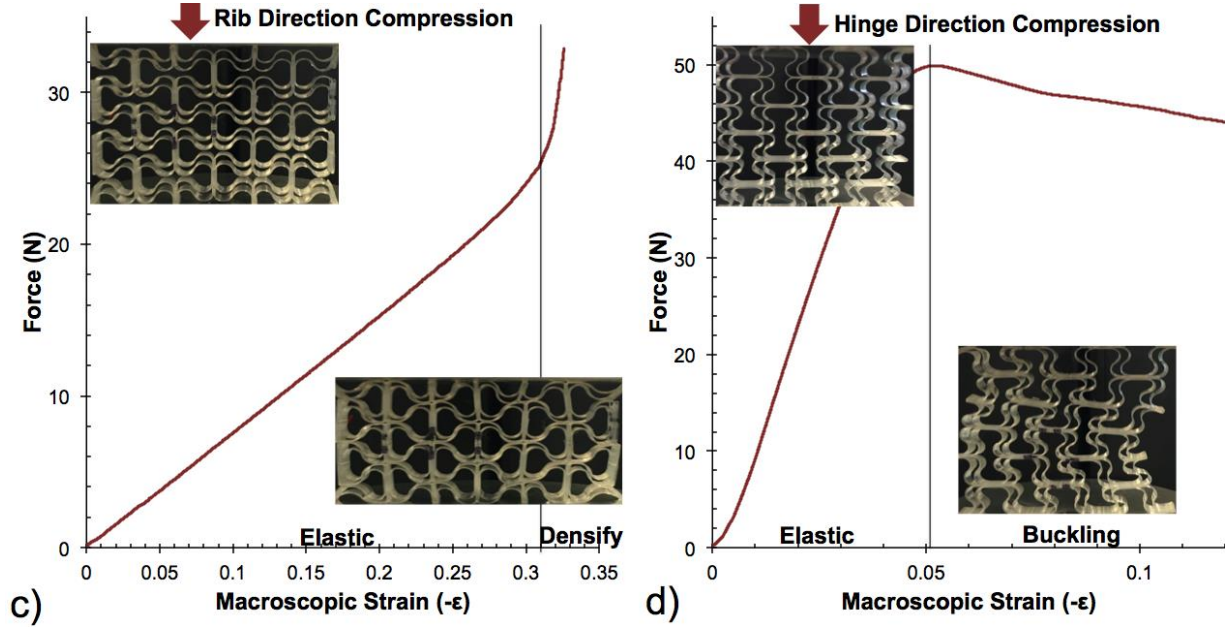 Rib Direction Compression
30
20
10
0
Force (N)
Elastic
Densify
0
0.05
0.1
0.15
0.2
0.25
0.3
0.35
Macroscopic Strain (-ε)
c)
Hinge Direction Compression
50
40
30
20
10
0
Force (N)
Elastic
Buckling
0
0.05
0.1
Macroscopic Strain (-ε)
d)